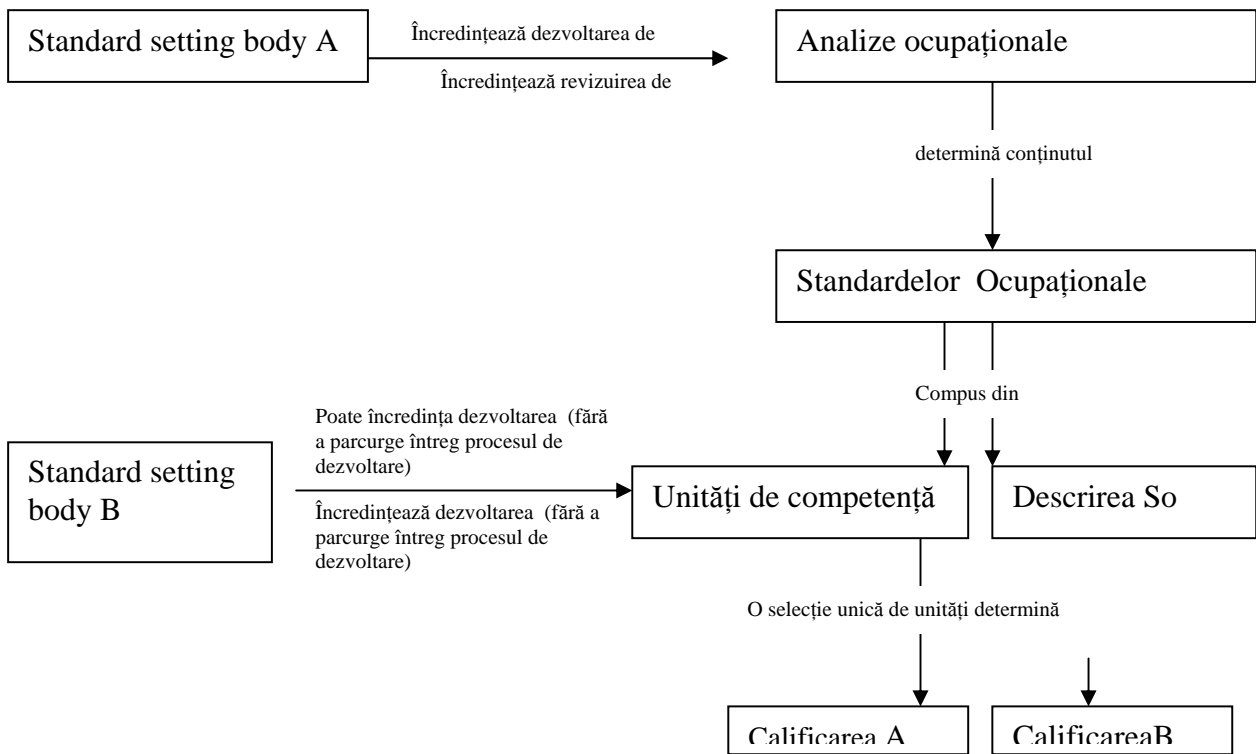 Standard setting body A
Încredințează dezvoltarea de
Încredințează revizuirea de
Analize ocupaționale
determină conținutul
Standardelor Ocupaționale
Compus din
Poate încredința dezvoltarea (fără
a parcurge întreg procesul de
dezvoltare)
Standard setting
body B
Încredințează dezvoltarea (fără a
parcurge întreg procesul de
dezvoltare)
Unități de competență
Descrirea So
O selecție unică de unități determină
Calificarea A
CalificareaB